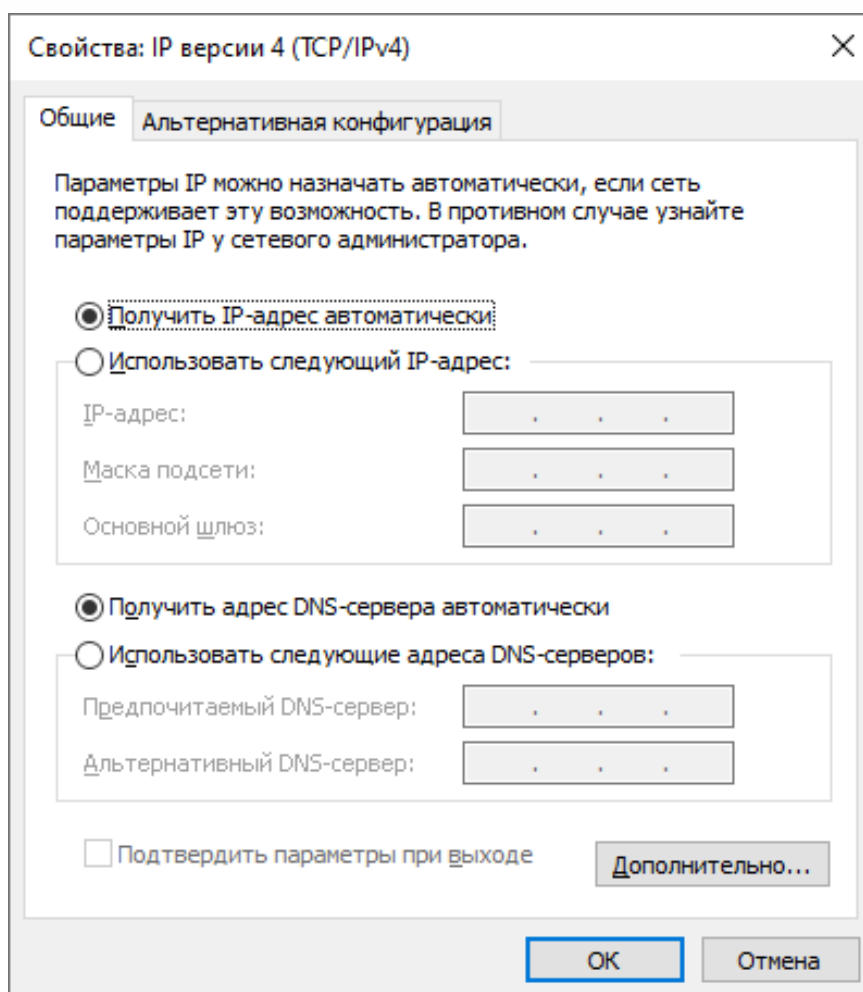 Свойства: IP версии 4 (TCP/IPv4)
Общие
Альтернативная конфигурация
Параметры IP можно назначать автоматически, если сеть
поддерживает эту возможность. В противном случае узнайте
параметры IP у сетевого администратора.
Получить IP-адрес автоматически
Использовать следующий IP-адрес:
IP-адрес:
Маска подсети:
Основной шлюз:
Получить адрес DNS-сервера автоматически
Использовать следующие адреса DNS-серверов:
Предпочитаемый DNS-сервер:
Альтернативный DNS-сервер:
Подтвердить параметры при выходе
Дополнительно...
ОК
Отмена